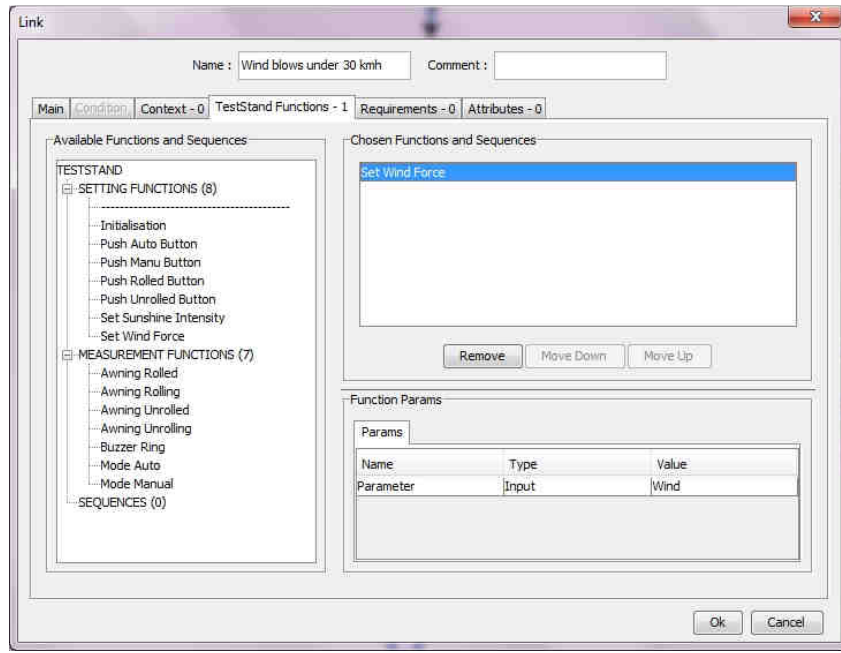 Link
Name : Wind blows under 30 kmh Comment :
Main Condition Context - 0 TestStand Functions - 1 Requirements - 0 Attributes - 0
Available Functions and Sequences
TESTSTAND
SETTING FUNCTIONS (8)
----------------------------------------
Initialisation
Push Auto Button
Push Manu Button
Push Rolled Button
Push Unrolled Button
Set Sunshine Intensity
Set Wind Force
MEASUREMENT FUNCTIONS (7)
Awning Rolled
Awning Rolling
Awning Unrolled
Awning Unrolling
Buzzer Ring
Mode Auto
Mode Manual
SEQUENCES (0)
Chosen Functions and Sequences
Set Wind Force
Remove Move Down Move Up
Function Params
Params
Name Type Value
Parameter Input Wind
Ok Cancel